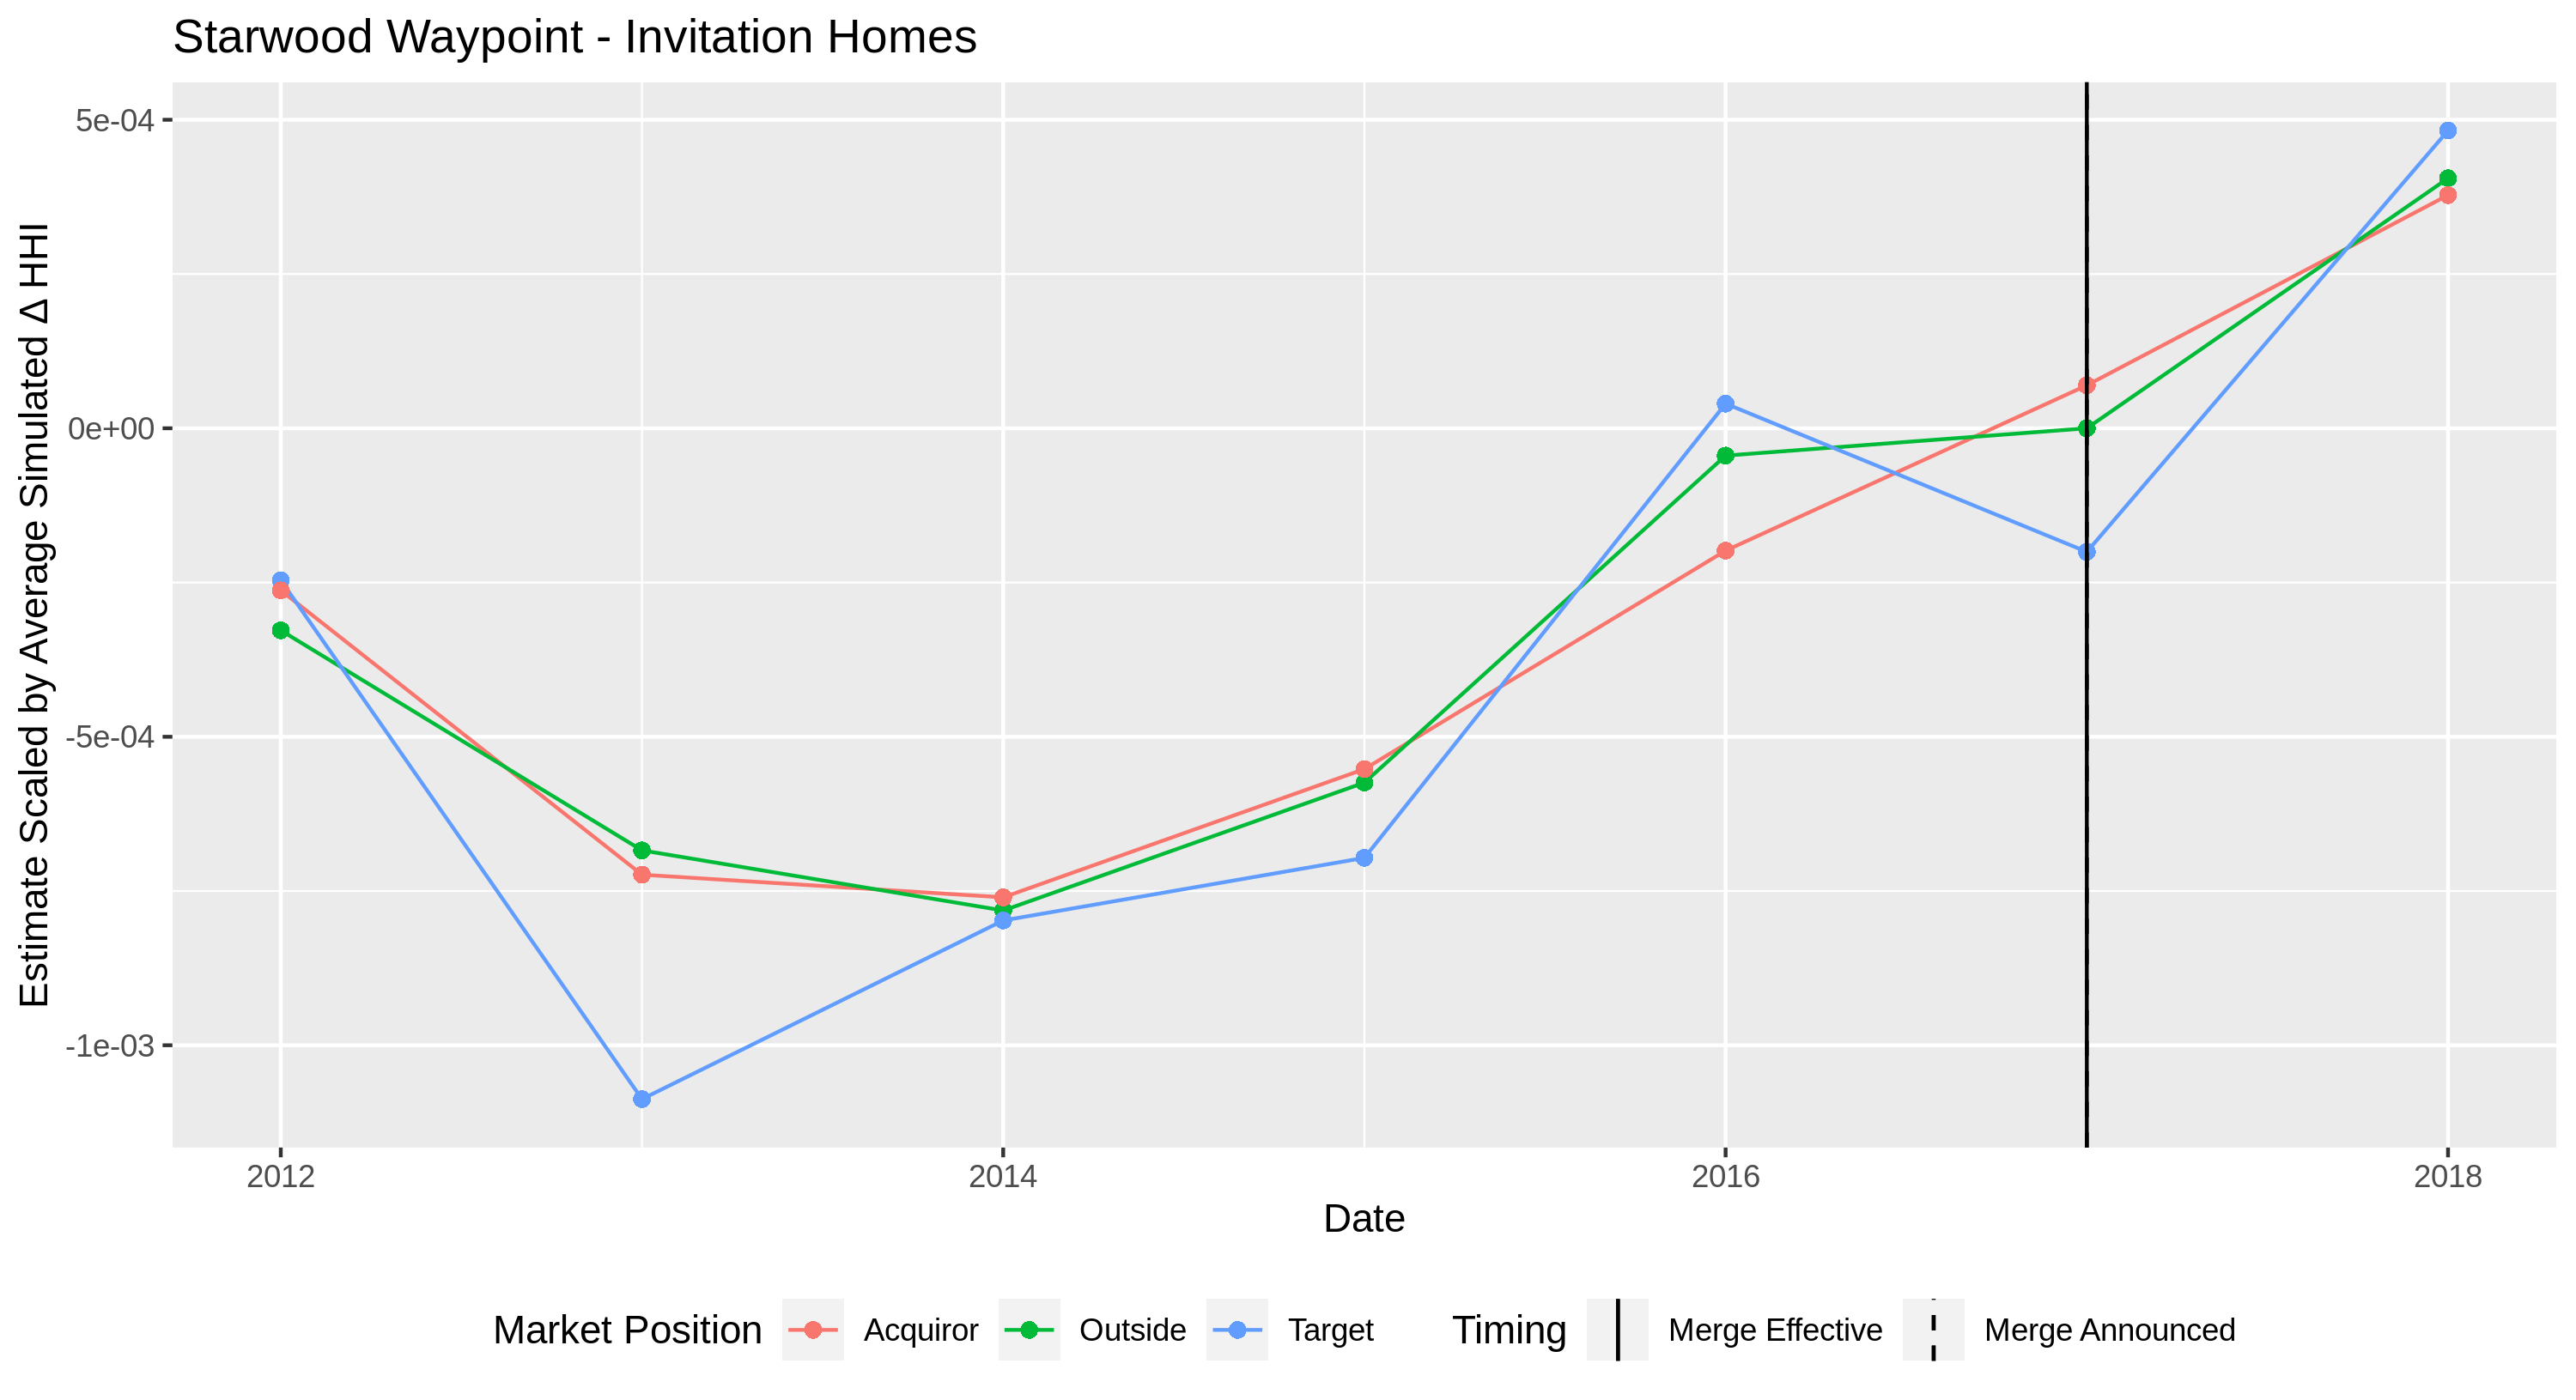 Starwood Waypoint - Invitation Homes
Estimate Scaled by Average Simulated Δ HHI
5e-04
0e+00
-5e-04
-1e-03
2012 2014 2016 2018
Date
Market Position Acquiror Outside Target Timing Merge Effective Merge Announced